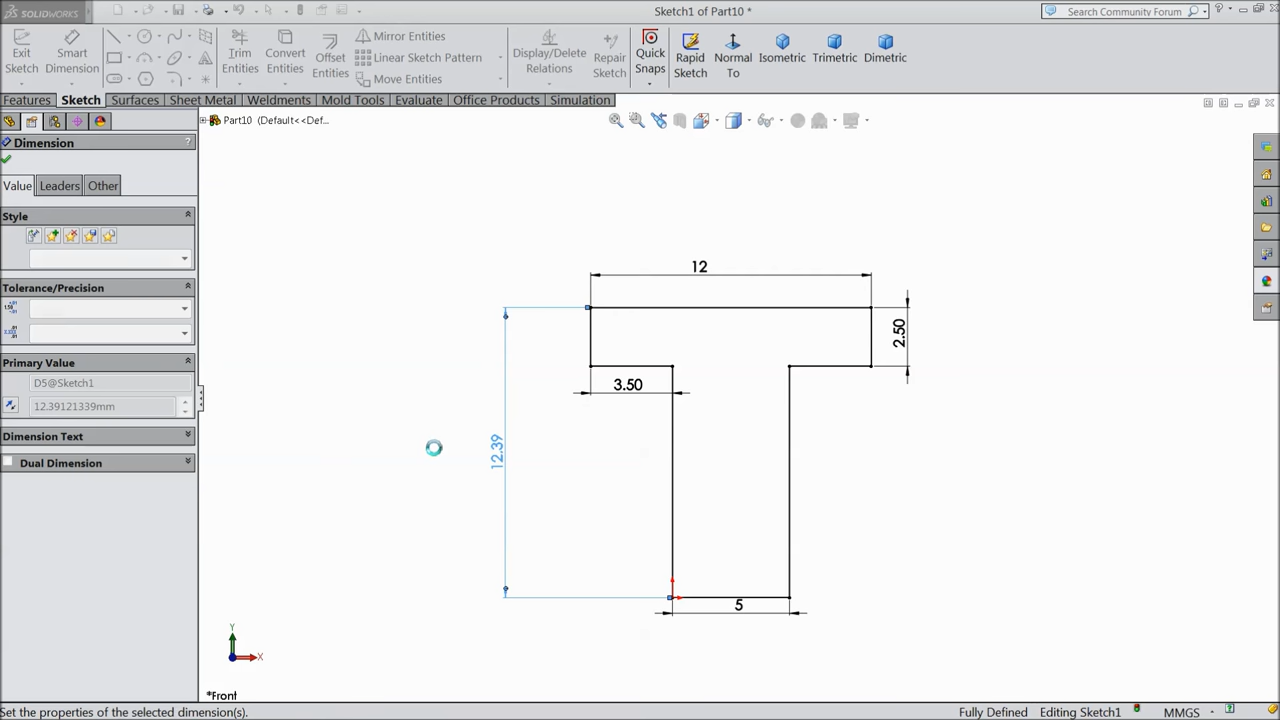 SOLIDWORKS
Sketch1 of Part10 *
Search Community Forum
Exit Sketch
Smart Dimension
Trim Entities
Convert Entities
Offset Entities
Mirror Entities
Linear Sketch Pattern
Move Entities
Display/Delete Relations
Repair Sketch
Quick Snaps
Rapid Sketch
Normal To
Isometric
Trimetric
Dimetric
Features
Sketch
Surfaces
Sheet Metal
Weldments
Mold Tools
Evaluate
Office Products
Simulation
Part10 (Default<<Def...
Dimension
?
Value
Leaders
Other
Style
Tolerance/Precision
Primary Value
D5@Sketch1
12.39121339mm
Dimension Text
Dual Dimension
12
2.50
3.50
12.39
5
Y
X
*Front
Set the properties of the selected dimension(s).
Fully Defined
Editing Sketch1
MMGS